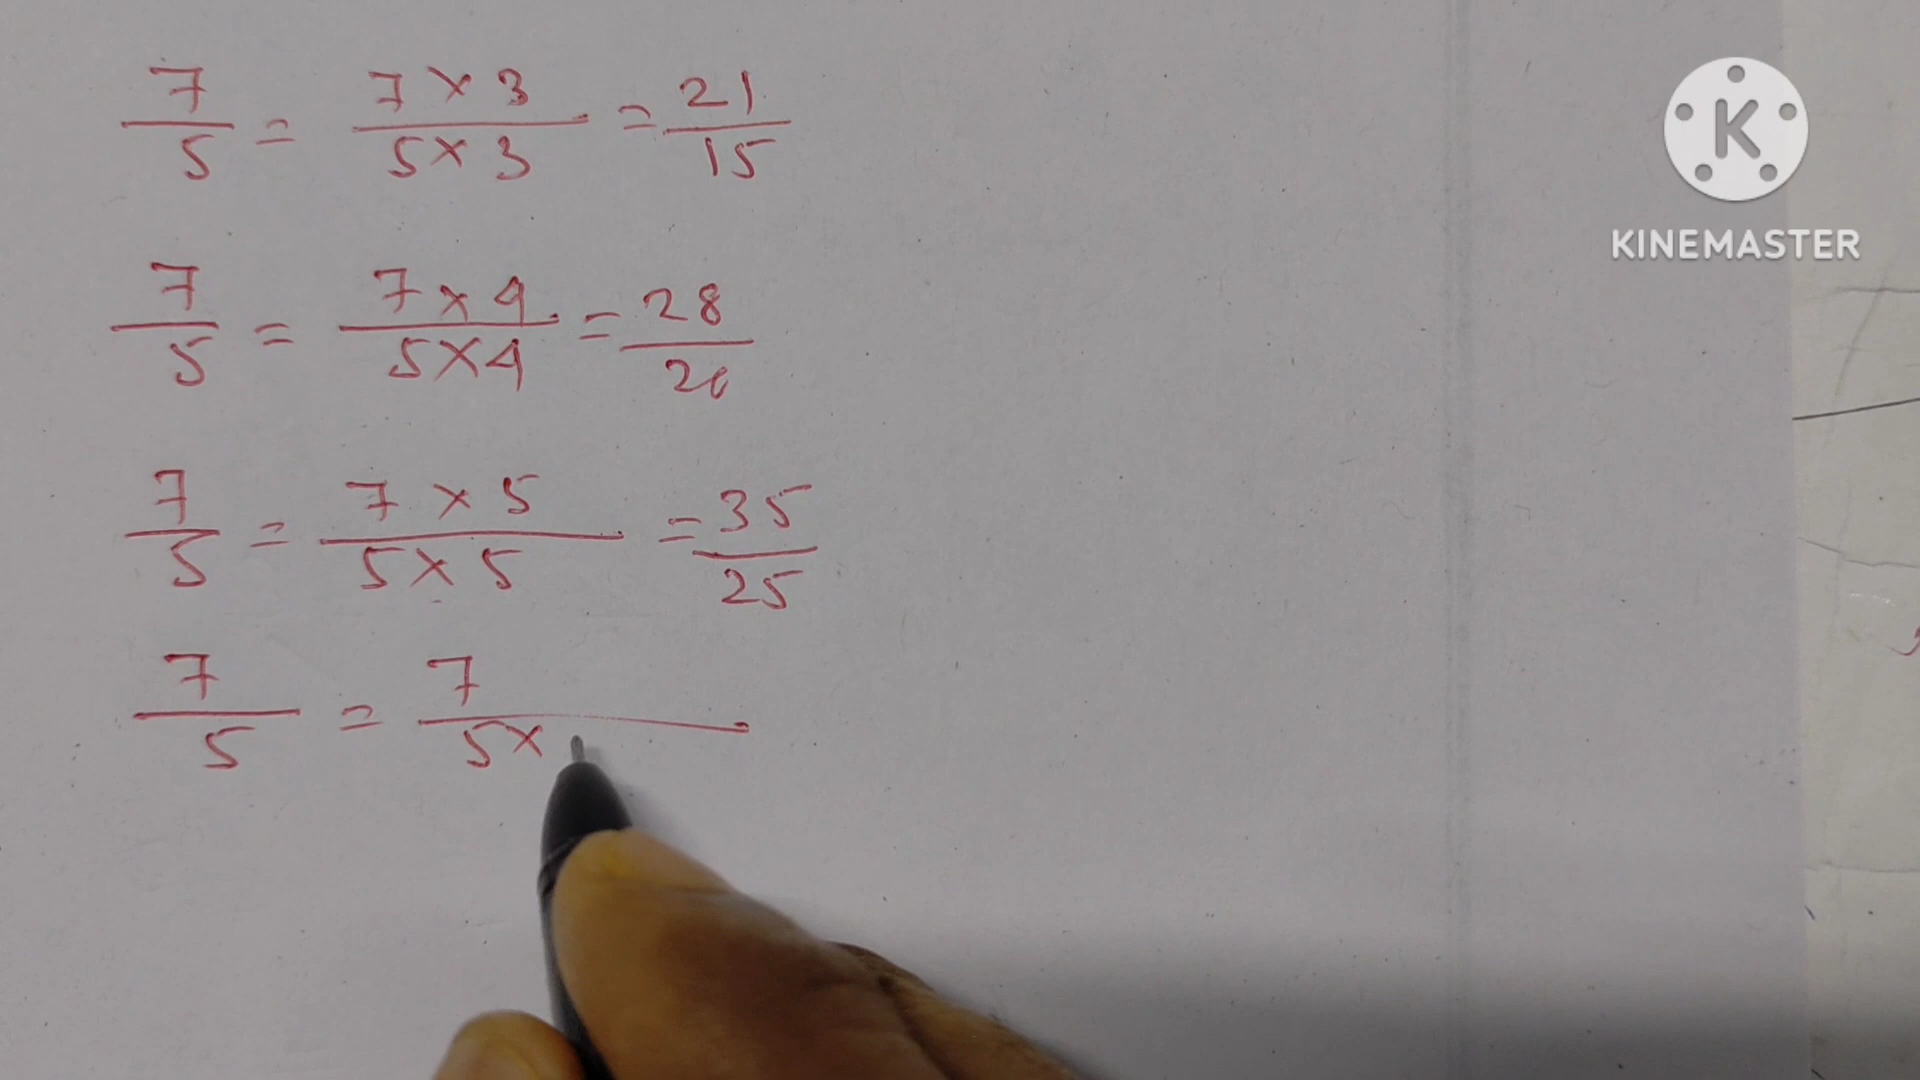 7/5 = 7×3/5×3 = 21/15
7/5 = 7×4/5×4 = 28/20
7/5 = 7×5/5×5 = 35/25
7/5 = 7/5×
K
KINEMASTER